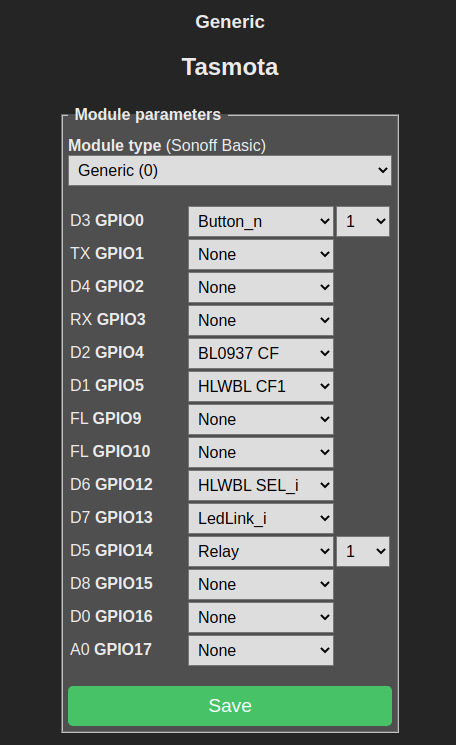 Generic
Tasmota
Module parameters
Module type (Sonoff Basic)
Generic (0)
D3 GPIO0 Button_n 1
TX GPIO1 None
D4 GPIO2 None
RX GPIO3 None
D2 GPIO4 BL0937 CF
D1 GPIO5 HLWBL CF1
FL GPIO9 None
FL GPIO10 None
D6 GPIO12 HLWBL SEL_i
D7 GPIO13 LedLink_i
D5 GPIO14 Relay 1
D8 GPIO15 None
D0 GPIO16 None
A0 GPIO17 None
Save